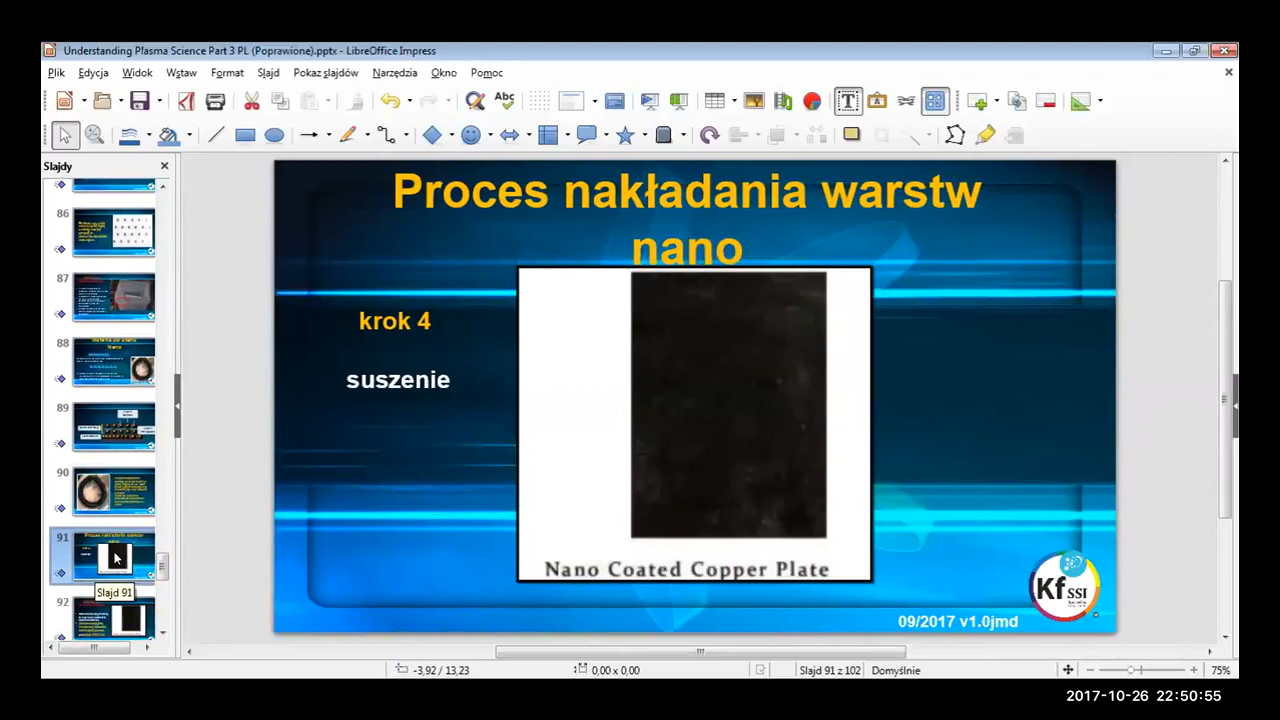 Understanding Plasma Science Part 3 PL (Poprawione).pptx - LibreOffice Impress
Plik Edycja Widok Wstaw Format Slajd Pokaz slajdów Narzędzia Okno Pomoc
Abc
Slajdy
86
87
88
89
90
91
Slajd 91
92
Proces nakładania warstw
nano
krok 4
suszenie
Nano Coated Copper Plate
Kf SSI
09/2017 v1.0jmd
-3,92 / 13,23 0,00 x 0,00 Slajd 91 z 102 Domyślnie 75%
2017-10-26 22:50:55